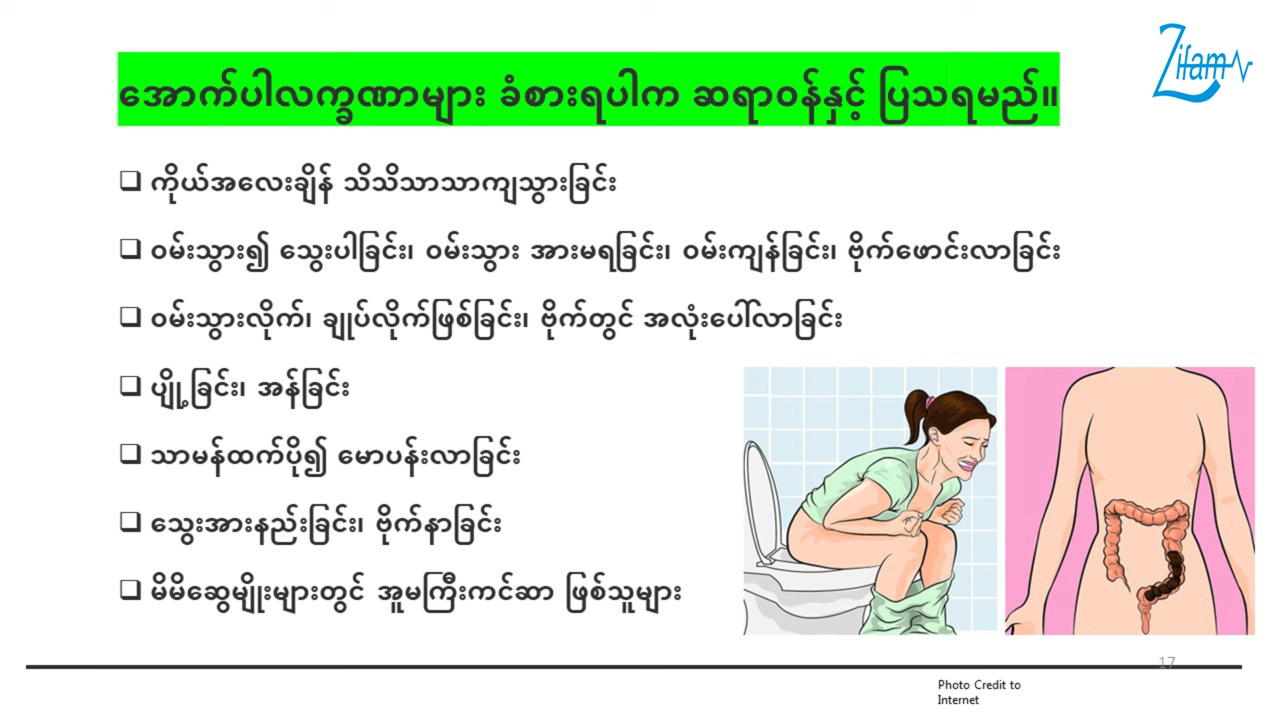 Zifam
အောက်ပါလက္ခဏာများ ခံစားရပါက ဆရာဝန်နှင့် ပြသရမည်။
❑ ကိုယ်အလေးချိန် သိသိသာသာကျသွားခြင်း
❑ ဝမ်းသွား၍ သွေးပါခြင်း၊ ဝမ်းသွား အားမရခြင်း၊ ဝမ်းကျန်ခြင်း၊ ဗိုက်ဖောင်းလာခြင်း
❑ ဝမ်းသွားလိုက်၊ ချုပ်လိုက်ဖြစ်ခြင်း၊ ဗိုက်တွင် အလုံးပေါ်လာခြင်း
❑ ပျို့ခြင်း၊ အန်ခြင်း
❑ သာမန်ထက်ပို၍ မောပန်းလာခြင်း
❑ သွေးအားနည်းခြင်း၊ ဗိုက်နာခြင်း
❑ မိမိဆွေမျိုးများတွင် အူမကြီးကင်ဆာ ဖြစ်သူများ
17
Photo Credit to
Internet